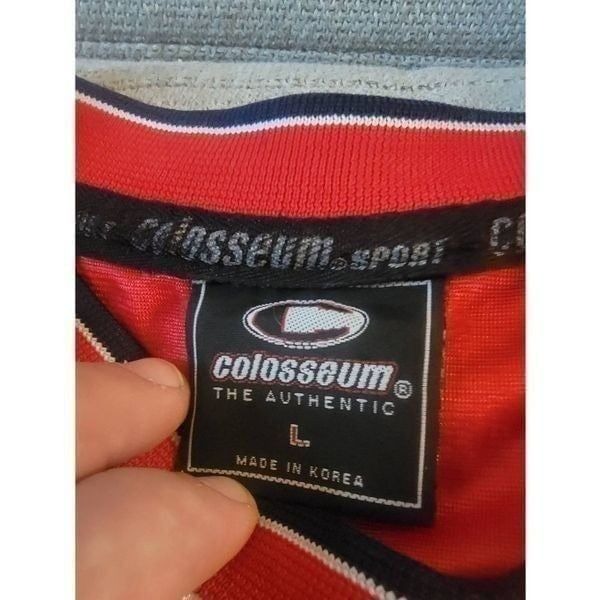 colosseum SPORT
colosseum®
THE AUTHENTIC
L
MADE IN KOREA